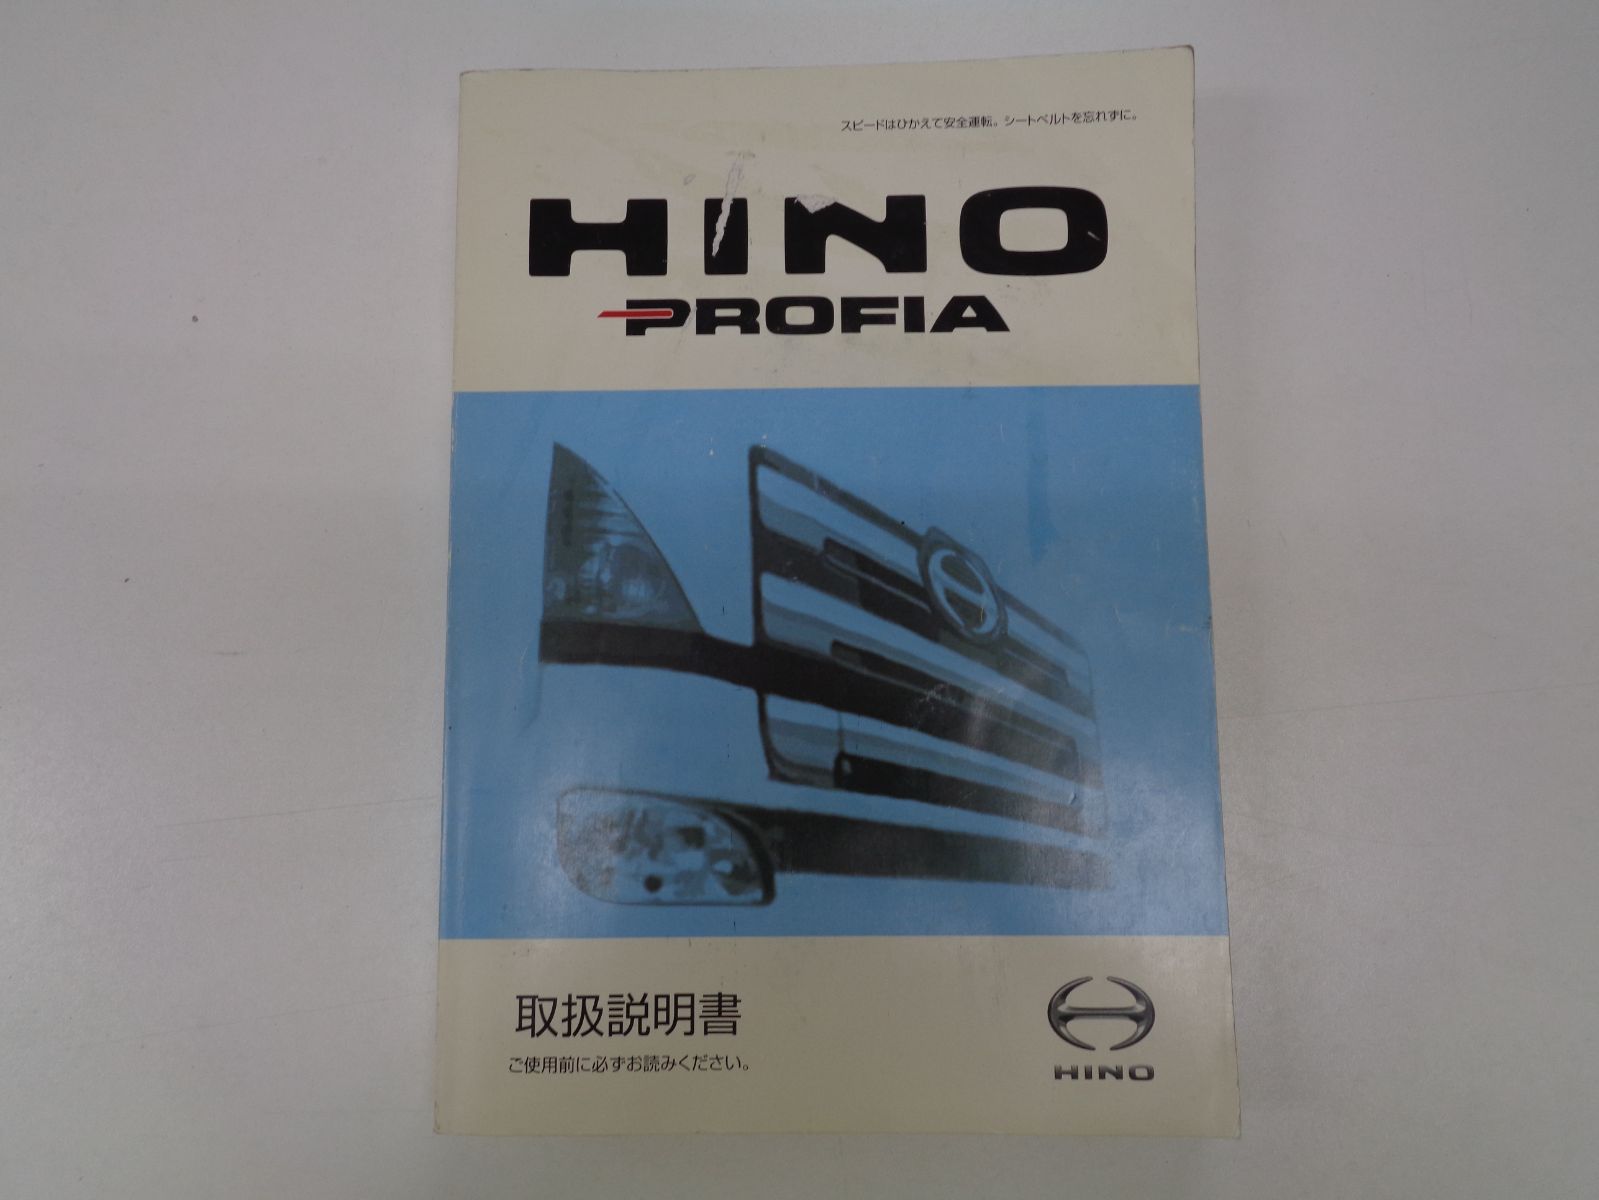 スピードはひかえて安全運転。シートベルトを忘れずに。
HINO
PROFIA
取扱説明書
ご使用前に必ずお読みください。
HINO